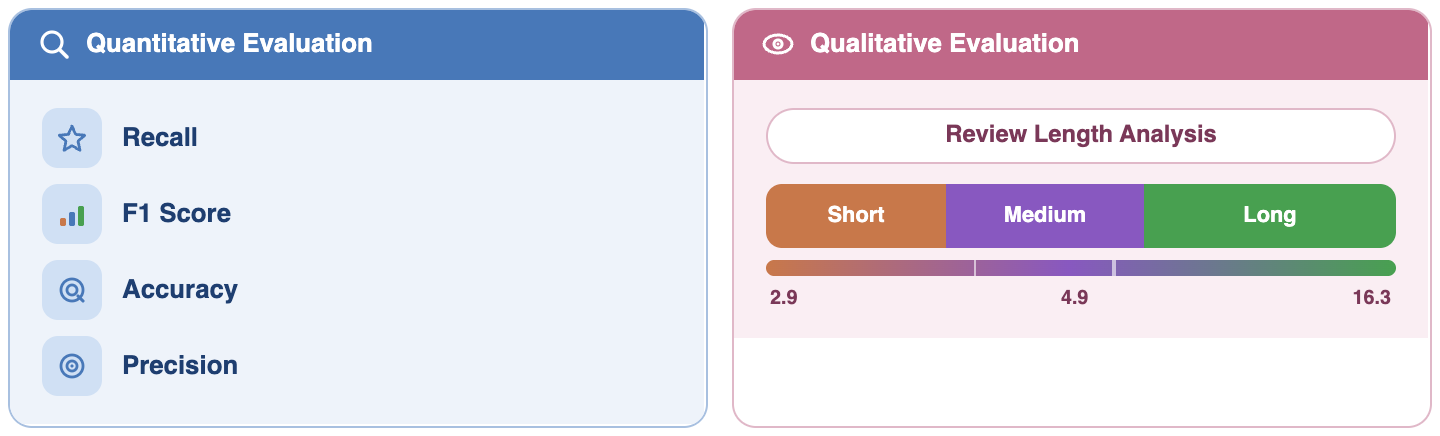 Quantitative Evaluation
Recall
F1 Score
Accuracy
Precision
Qualitative Evaluation
Review Length Analysis
Short Medium Long
2.9 4.9 16.3